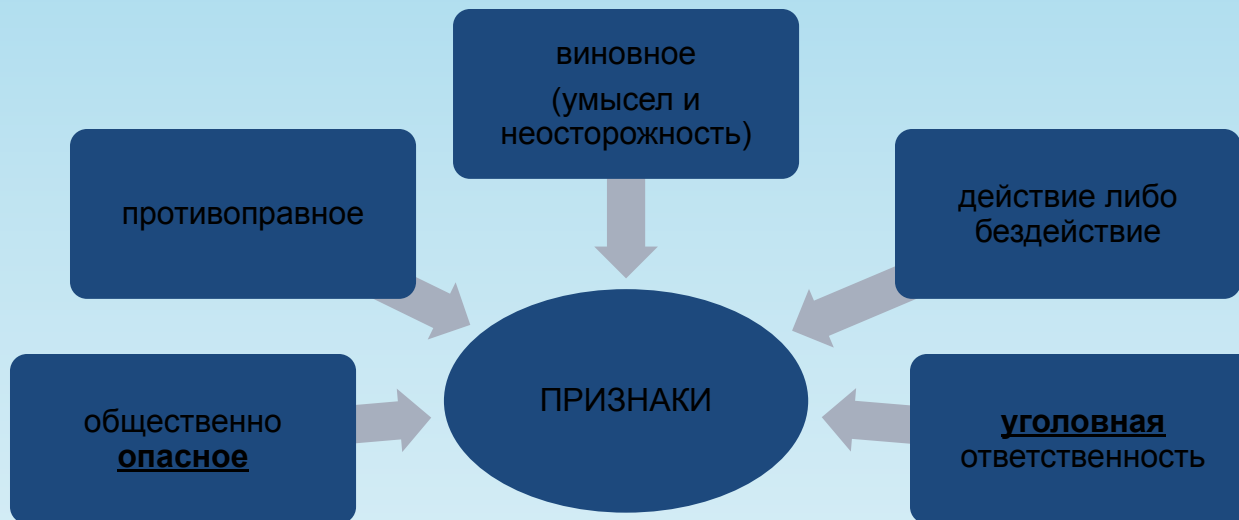 виновное
(умысел и
неосторожность)
противоправное
действие либо
бездействие
общественно
опасное
ПРИЗНАКИ
уголовная
ответственность